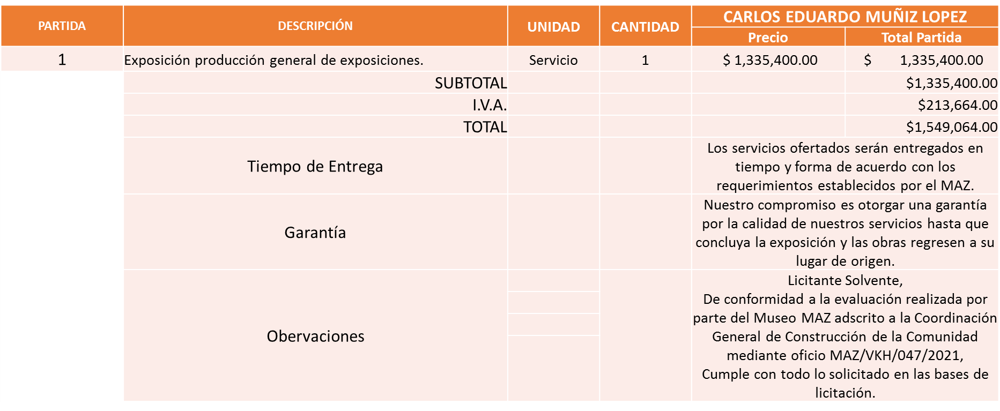 PARTIDA DESCRIPCIÓN UNIDAD CANTIDAD CARLOS EDUARDO MUÑIZ LOPEZ
Precio Total Partida
1 Exposición producción general de exposiciones. Servicio 1 $ 1,335,400.00 $ 1,335,400.00
SUBTOTAL $1,335,400.00
I.V.A. $213,664.00
TOTAL $1,549,064.00
Tiempo de Entrega
Los servicios ofertados serán entregados en
tiempo y forma de acuerdo con los
requerimientos establecidos por el MAZ.
Garantía
Nuestro compromiso es otorgar una garantía
por la calidad de nuestros servicios hasta que
concluya la exposición y las obras regresen a su
lugar de origen.
Obervaciones
Licitante Solvente,
De conformidad a la evaluación realizada por
parte del Museo MAZ adscrito a la Coordinación
General de Construcción de la Comunidad
mediante oficio MAZ/VKH/047/2021,
Cumple con todo lo solicitado en las bases de
licitación.